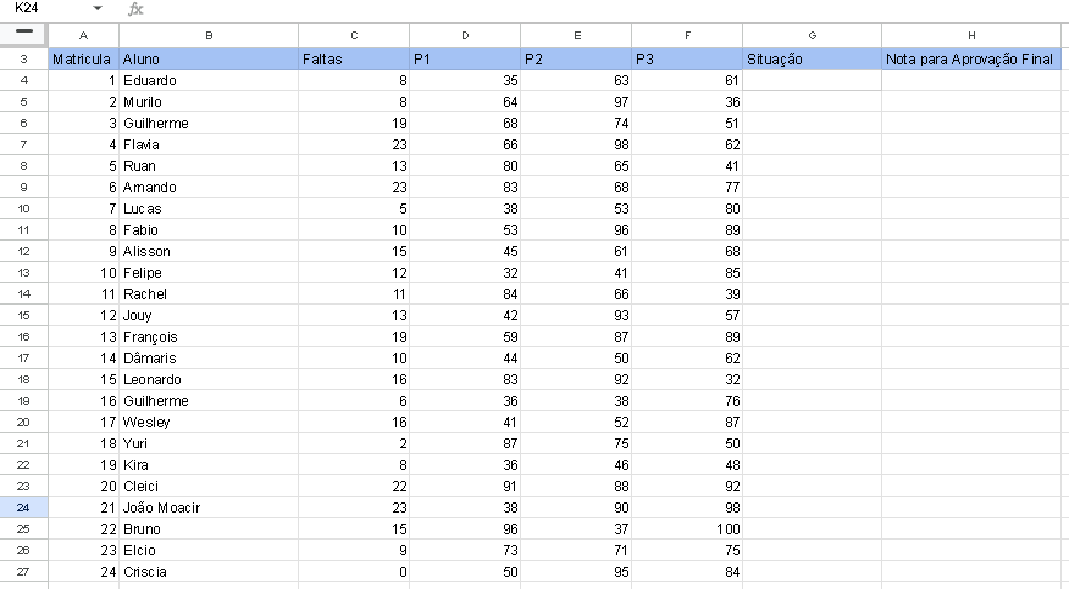 K24 fx
A B C D E F G H
3 Matricula Aluno Faltas P1 P2 P3 Situação Nota para Aprovação Final
4 1 Eduardo 8 35 63 61
5 2 Murilo 8 64 97 36
6 3 Guilherme 19 68 74 51
7 4 Flavia 23 66 98 62
8 5 Ruan 13 80 65 41
9 6 Amando 23 83 68 77
10 7 Lucas 5 38 53 80
11 8 Fabio 10 53 96 89
12 9 Alisson 15 45 61 68
13 10 Felipe 12 32 41 85
14 11 Rachel 11 84 66 39
15 12 Jouy 13 42 93 57
16 13 François 19 59 87 89
17 14 Dâmaris 10 44 50 62
18 15 Leonardo 16 83 92 32
19 16 Guilherme 6 36 38 76
20 17 Wesley 16 41 52 87
21 18 Yuri 2 87 75 50
22 19 Kira 8 36 46 48
23 20 Cleici 22 91 88 92
24 21 João Moacir 23 38 90 98
25 22 Bruno 15 96 37 100
26 23 Elcio 9 73 71 75
27 24 Criscia 0 50 95 84